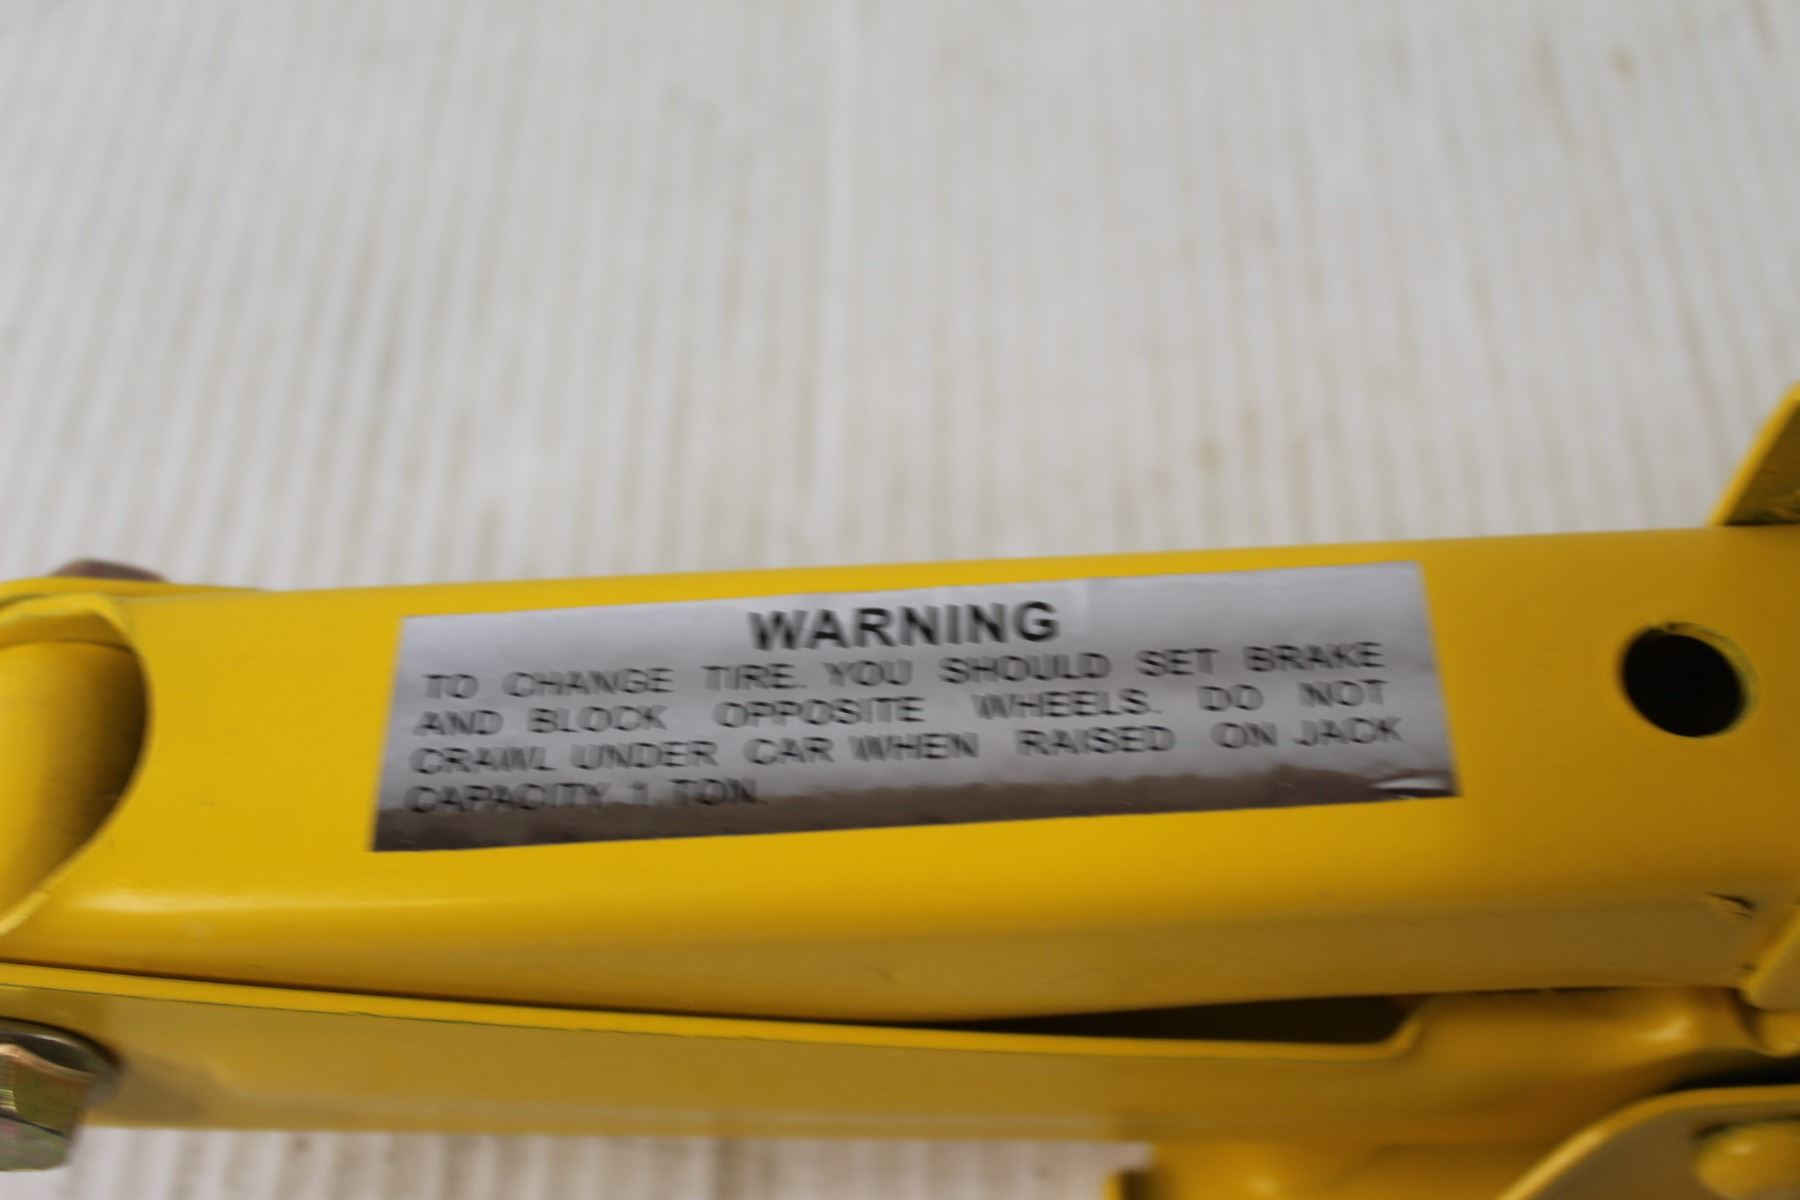 WARNING
TO CHANGE TIRE. YOU SHOULD SET BRAKE
AND BLOCK OPPOSITE WHEELS. DO NOT
CRAWL UNDER CAR WHEN RAISED ON JACK
CAPACITY 1 TON.